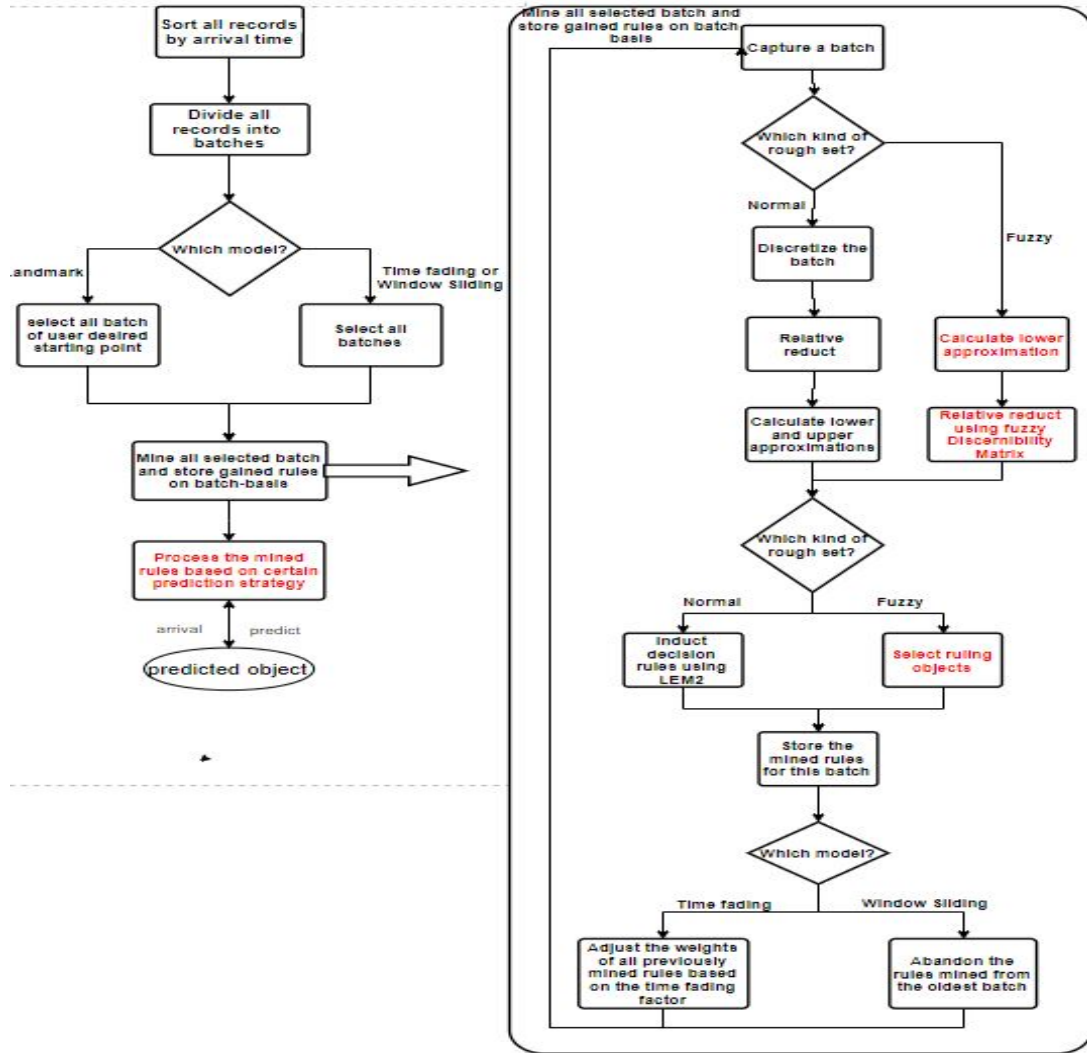 Sort all records
by arrival time
Divide all
records into
batches
Which model?
Landmark
Time fading or
Window Sliding
select all batch
of user desired
starting point
Select all
batches
Mine all selected batch
and store gained rules
on batch-basis
Process the mined
rules based on certain
prediction strategy
arrival
predict
predicted object
Mine all selected batch and
store gained rules on batch
basis
Capture a batch
Which kind of
rough set?
Normal
Fuzzy
Discretize the
batch
Relative
reduct
Calculate lower
and upper
approximations
Calculate lower
approximation
Relative reduct
using fuzzy
Discernibility
Matrix
Which kind of
rough set?
Normal
Fuzzy
Induct
decision
rules using
LEM2
Select ruling
objects
Store the
mined rules
for this batch
Which model?
Time fading
Window Sliding
Adjust the weights
of all previously
mined rules based
on the time fading
factor
Abandon the
rules mined from
the oldest batch